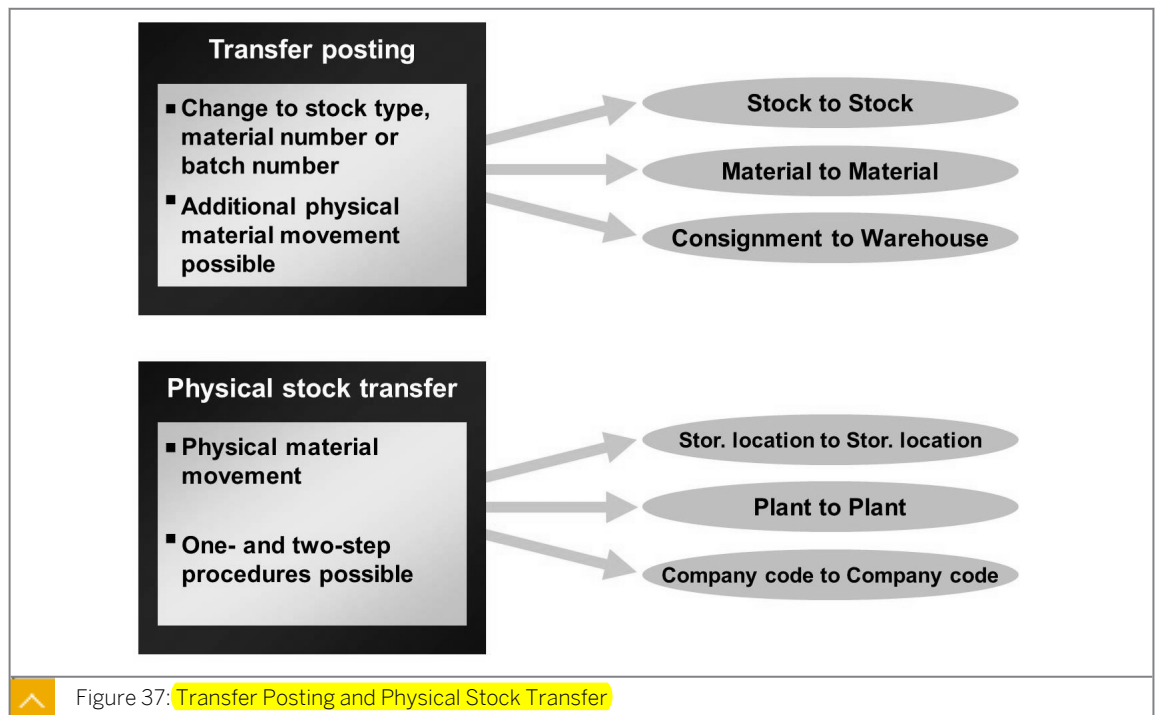 Transfer posting
▪ Change to stock type,
material number or
batch number
▪ Additional physical
material movement
possible
Stock to Stock
Material to Material
Consignment to Warehouse
Physical stock transfer
▪ Physical material
movement
▪ One- and two-step
procedures possible
Stor. location to Stor. location
Plant to Plant
Company code to Company code
Figure 37: Transfer Posting and Physical Stock Transfer